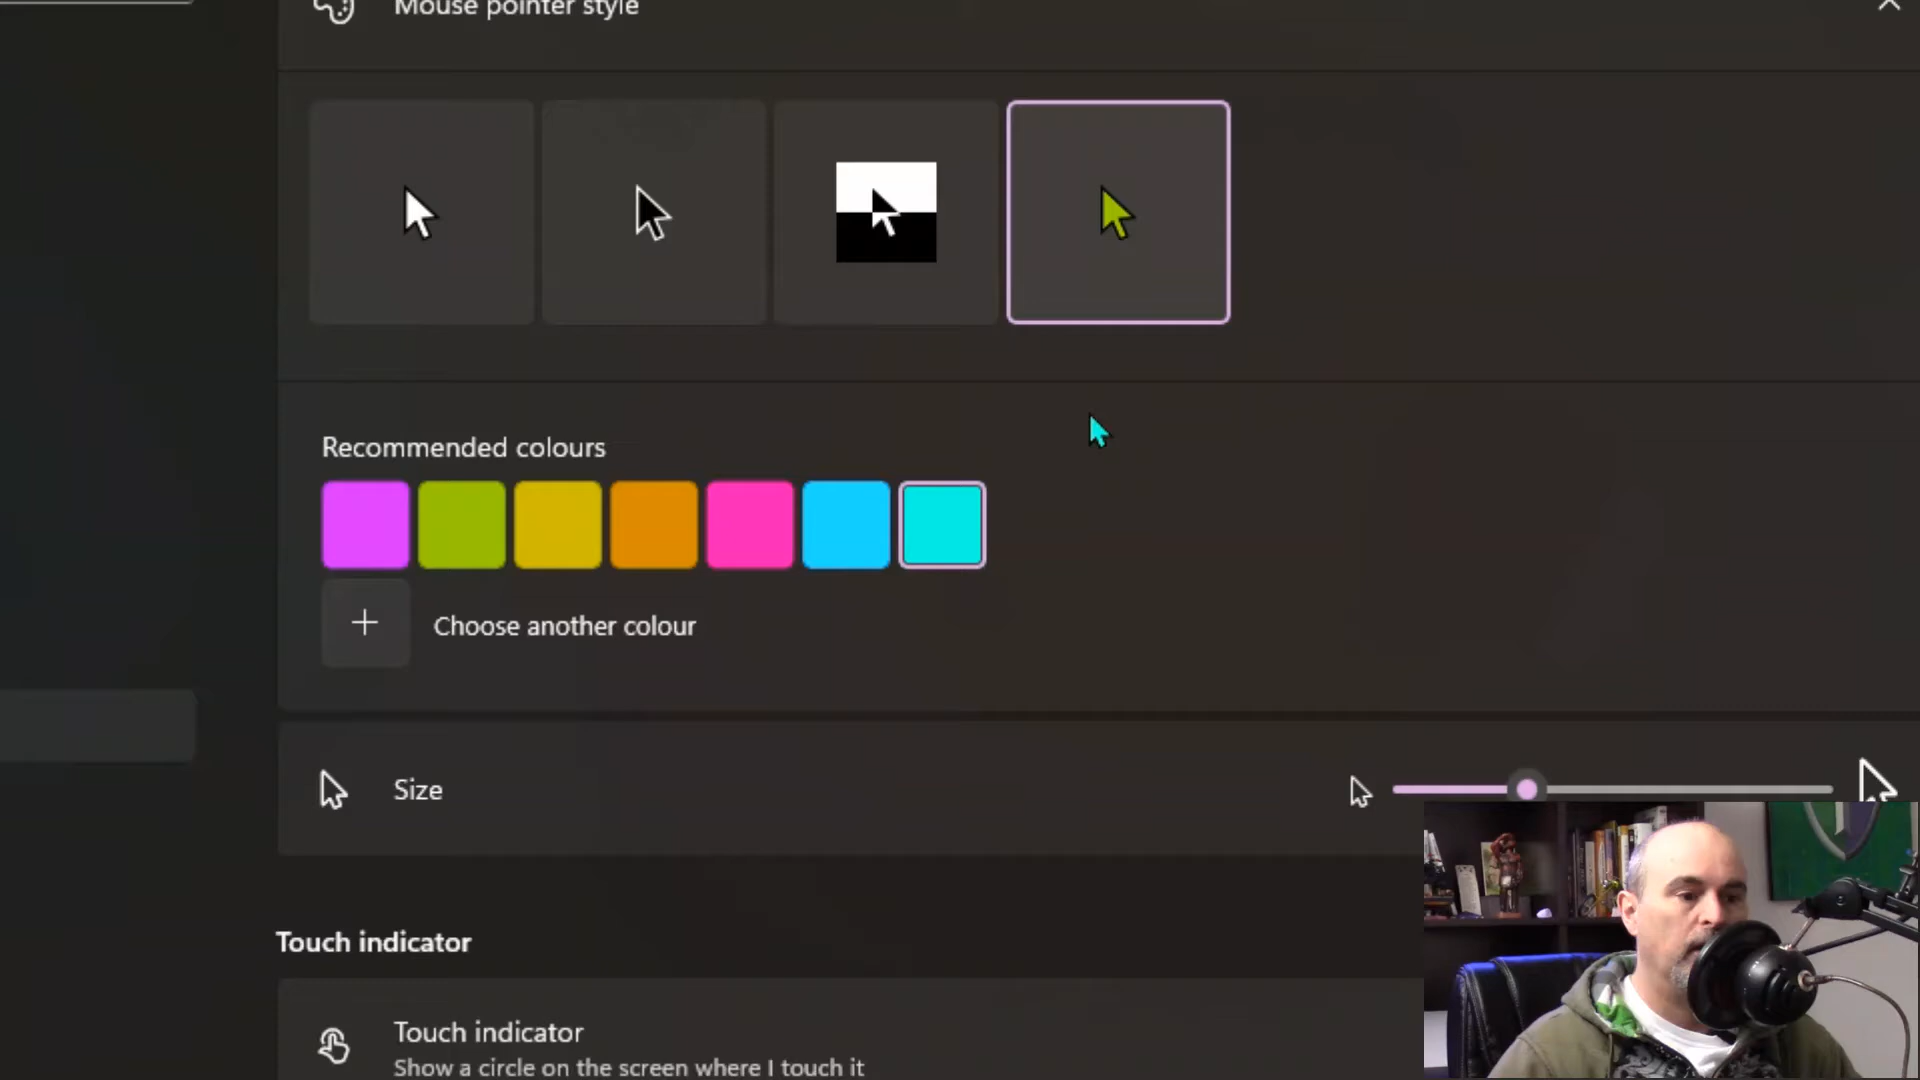 Mouse pointer style
Recommended colours
Choose another colour
Size
Touch indicator
Touch indicator
Show a circle on the screen where I touch it